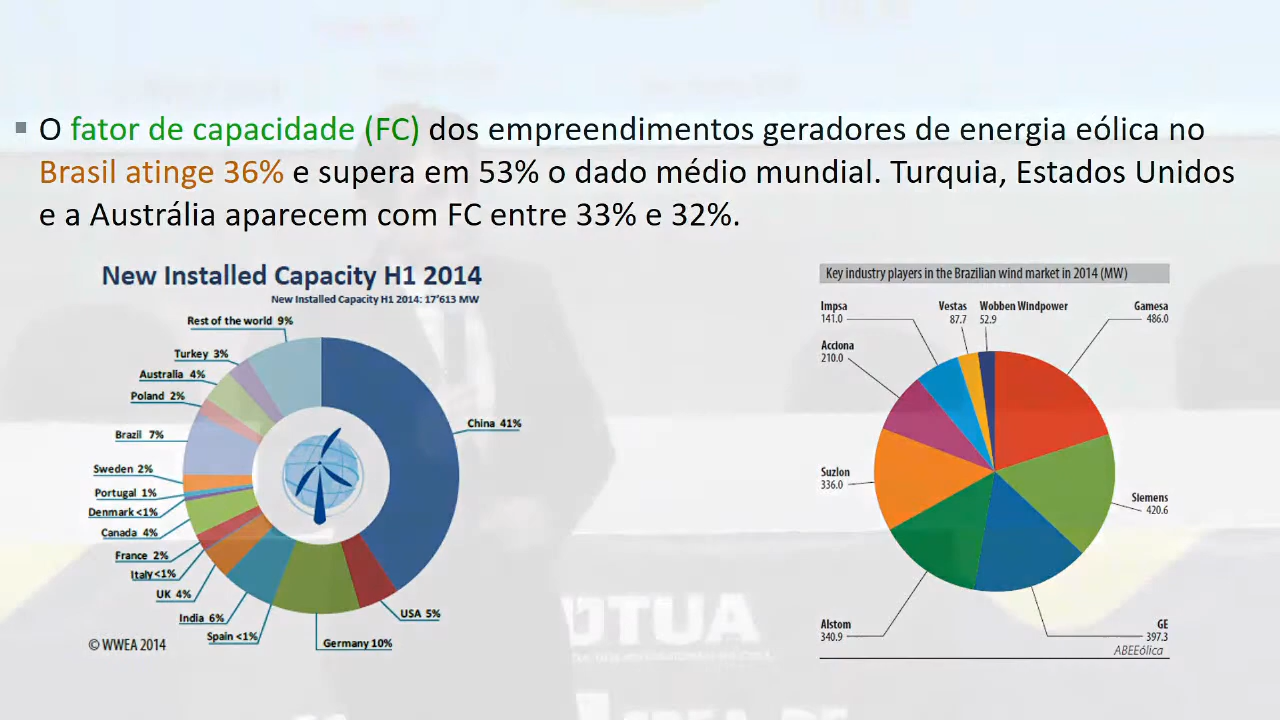 O fator de capacidade (FC) dos empreendimentos geradores de energia eólica no
Brasil atinge 36% e supera em 53% o dado médio mundial. Turquia, Estados Unidos
e a Austrália aparecem com FC entre 33% e 32%.
New Installed Capacity H1 2014
New Installed Capacity H1 2014: 17'613 MW
Rest of the world 9%
Turkey 3%
Australia 4%
Poland 2%
Brazil 7%
Sweden 2%
Portugal 1%
Denmark <1%
Canada 4%
France 2%
Italy <1%
UK 4%
India 6%
Spain <1%
Germany 10%
USA 5%
China 41%
© WWEA 2014
Key industry players in the Brazilian wind market in 2014 (MW)
Impsa
141.0
Vestas
87.7
Wobben Windpower
52.9
Gamesa
486.0
Acciona
210.0
Suzlon
336.0
Siemens
420.6
Alstom
340.9
GE
397.3
ABEEólica